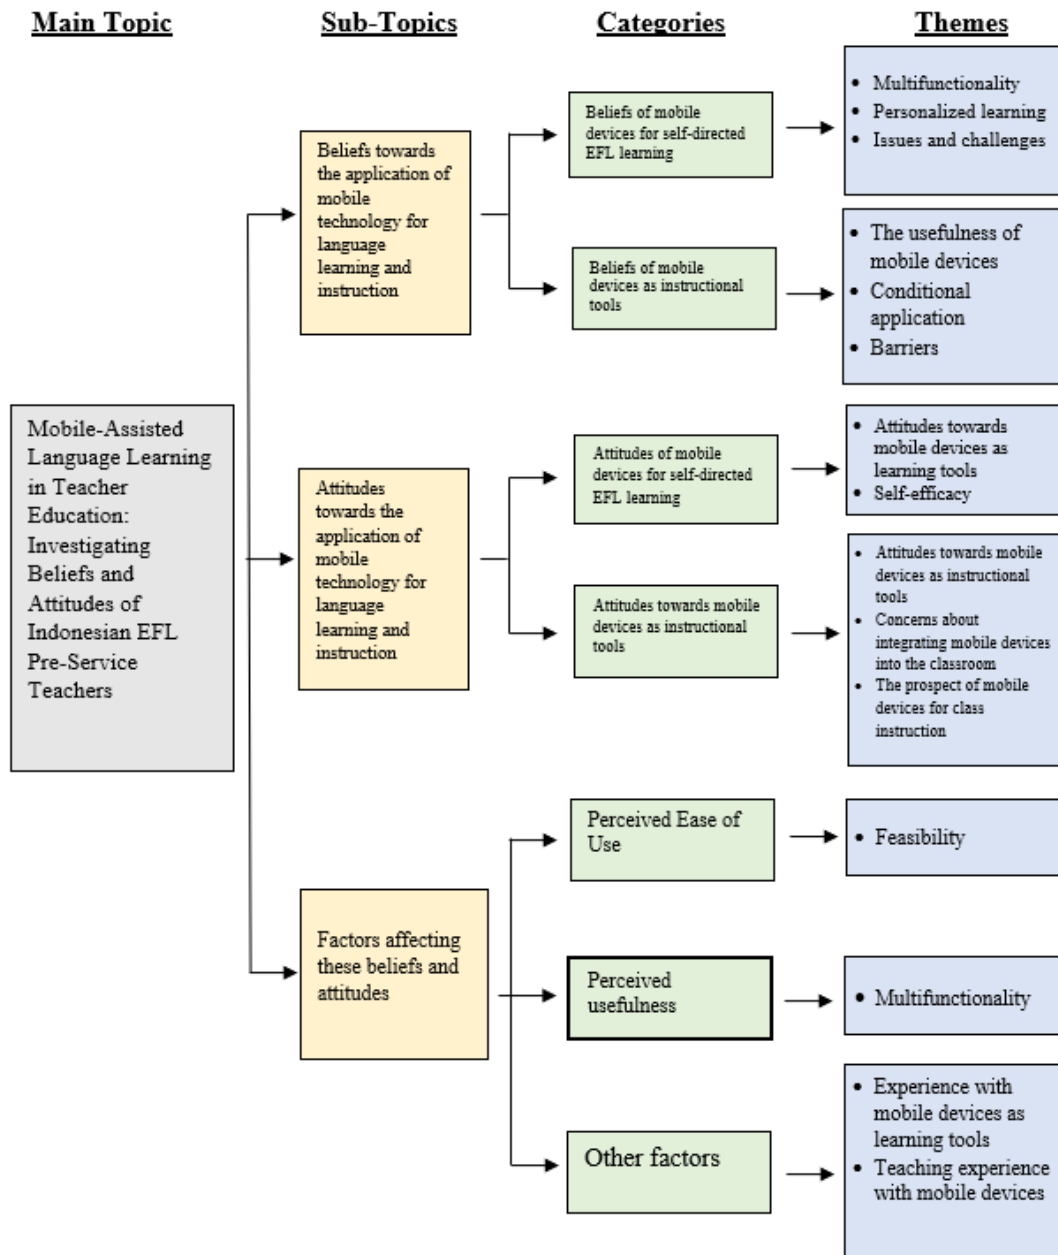 Main Topic
Sub-Topics
Categories
Themes
Mobile-Assisted
Language Learning
in Teacher
Education:
Investigating
Beliefs and
Attitudes of
Indonesian EFL
Pre-Service
Teachers
Beliefs towards
the application of
mobile
technology for
language
learning and
instruction
Beliefs of mobile
devices for self-directed
EFL learning
• Multifunctionality
• Personalized learning
• Issues and challenges
Beliefs of mobile
devices as instructional
tools
• The usefulness of
mobile devices
• Conditional
application
• Barriers
Attitudes
towards the
application of
mobile
technology for
language
learning and
instruction
Attitudes of mobile
devices for self-directed
EFL learning
• Attitudes towards
mobile devices as
learning tools
• Self-efficacy
Attitudes towards mobile
devices as instructional
tools
• Attitudes towards mobile
devices as instructional
tools
• Concerns about
integrating mobile devices
into the classroom
• The prospect of mobile
devices for class
instruction
Factors affecting
these beliefs and
attitudes
Perceived Ease of
Use
• Feasibility
Perceived
usefulness
• Multifunctionality
Other factors
• Experience with
mobile devices as
learning tools
• Teaching experience
with mobile devices